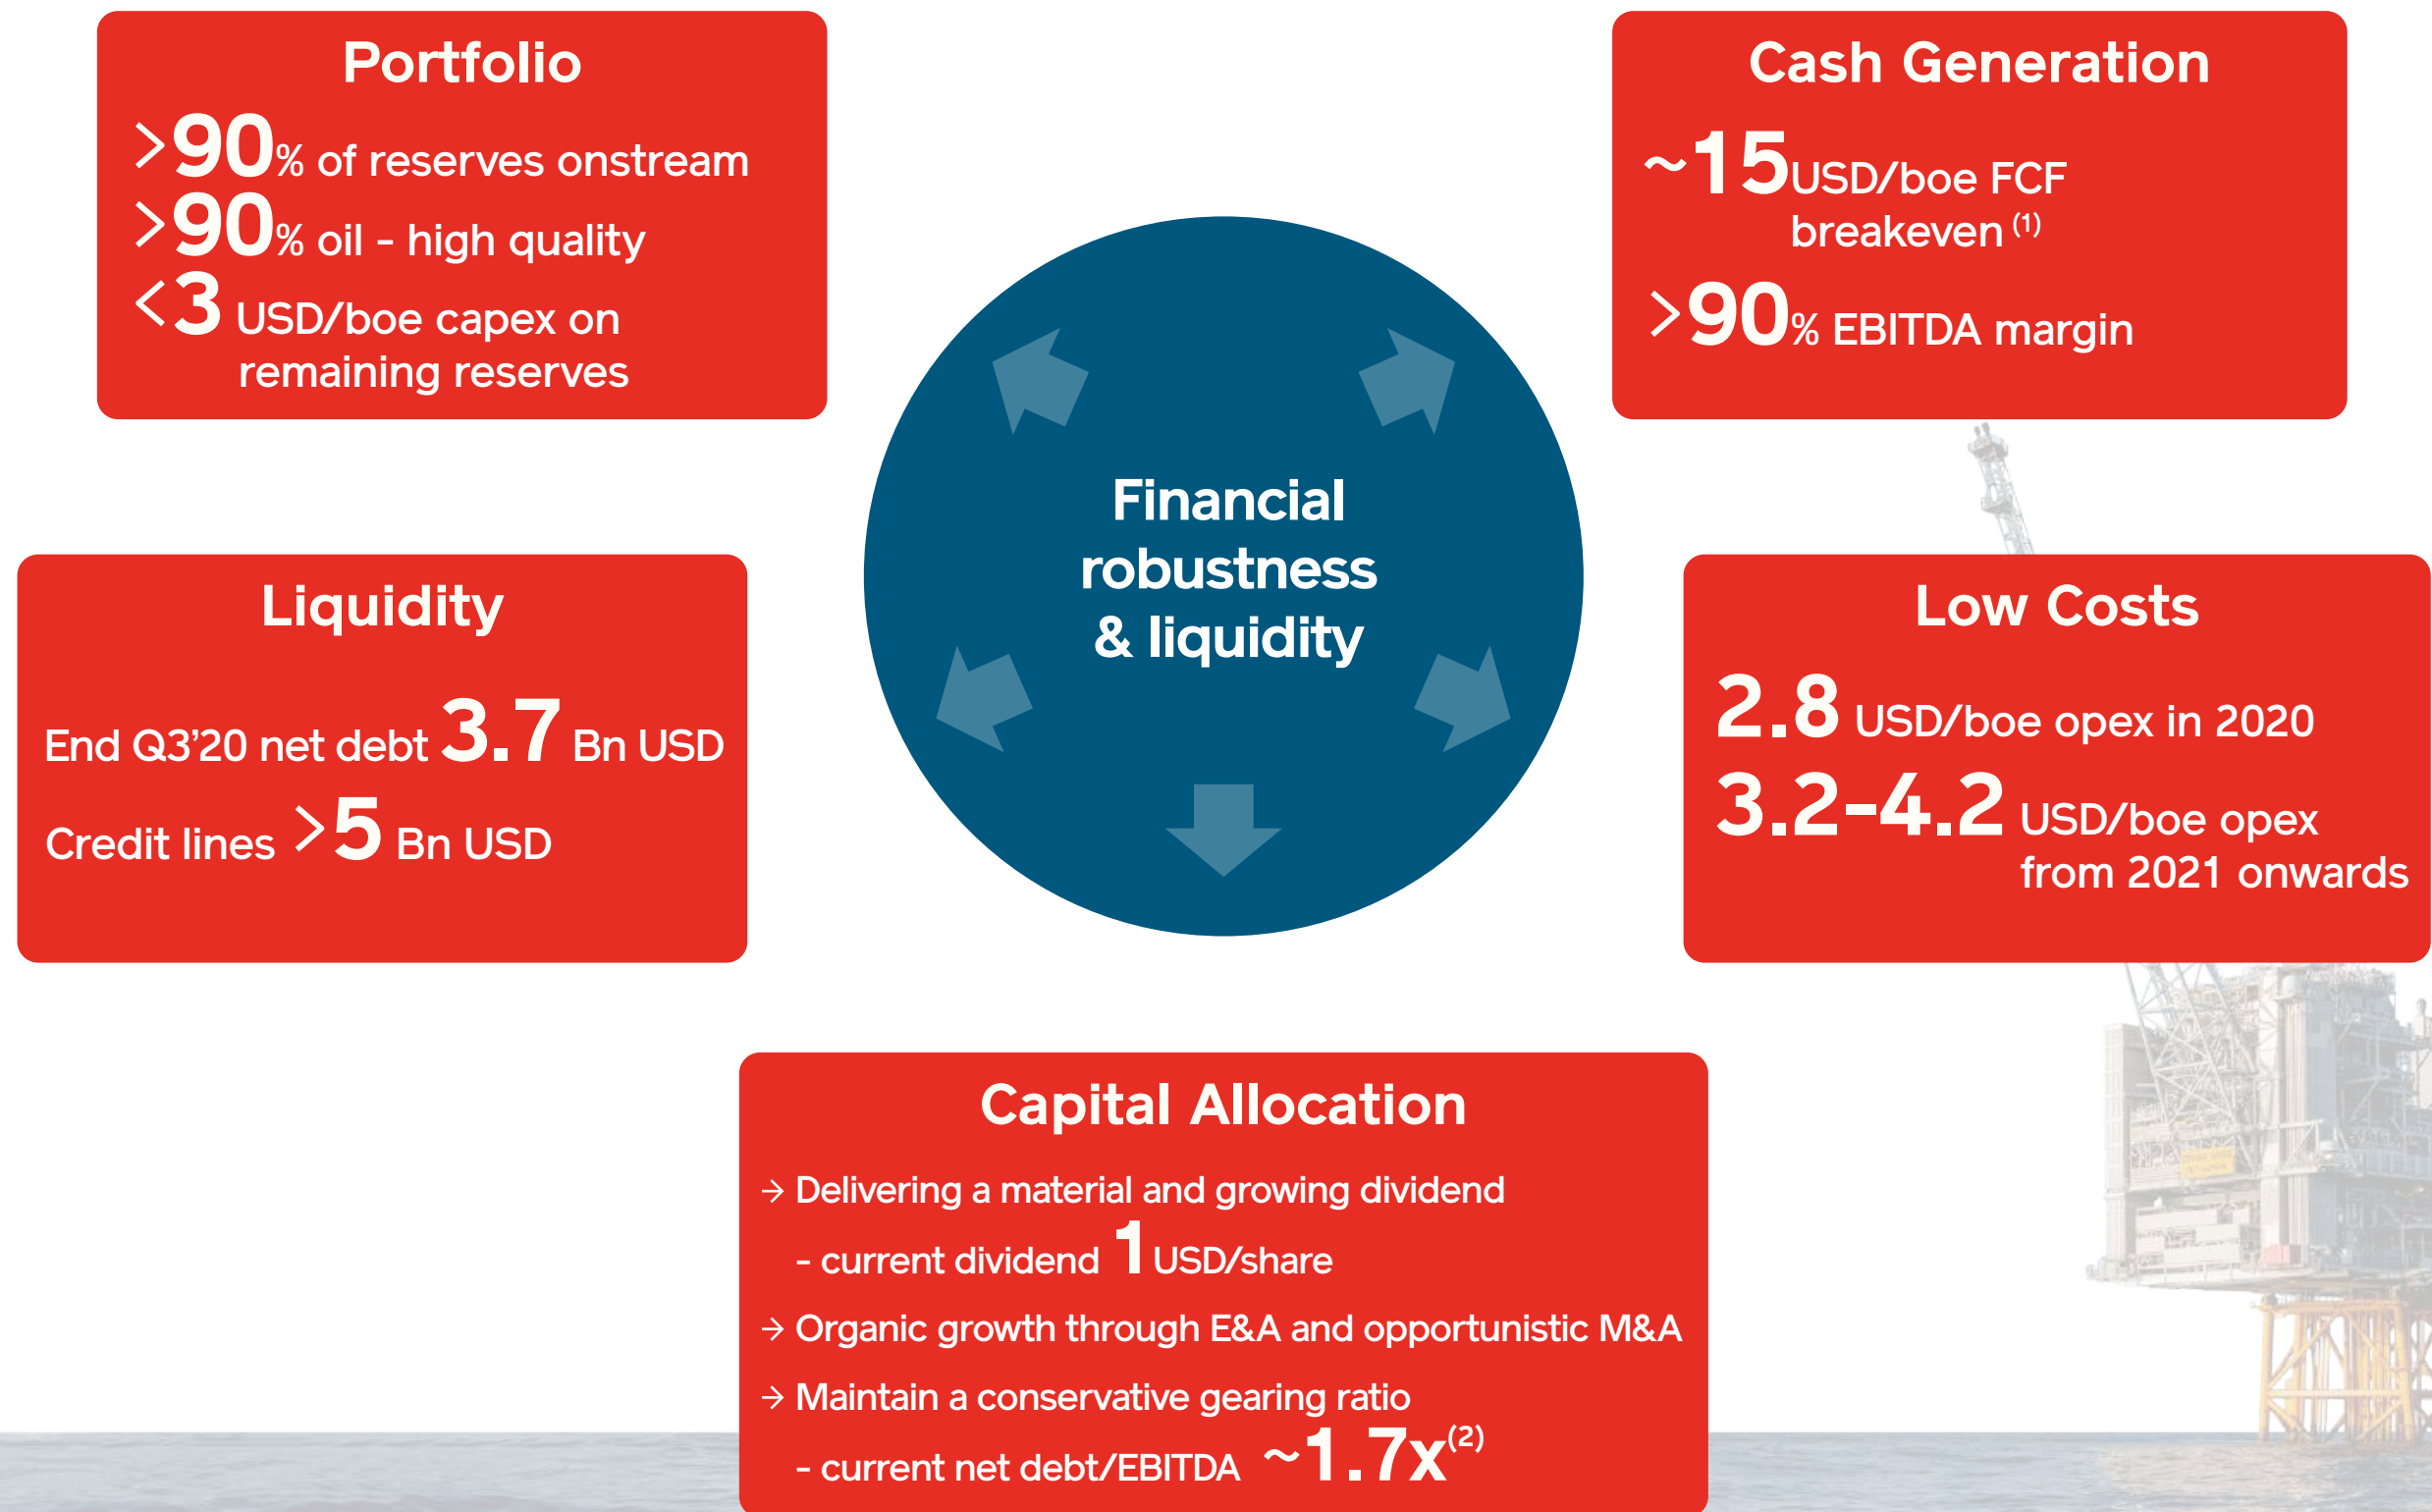 Portfolio
>90% of reserves onstream
>90% oil - high quality
<3 USD/boe capex on
remaining reserves
Cash Generation
~15USD/boe FCF
breakeven (1)
>90% EBITDA margin
Financial
robustness
& liquidity
Liquidity
End Q3’20 net debt 3.7 Bn USD
Credit lines >5 Bn USD
Low Costs
2.8 USD/boe opex in 2020
3.2-4.2 USD/boe opex
from 2021 onwards
Capital Allocation
→ Delivering a material and growing dividend
- current dividend 1 USD/share
→ Organic growth through E&A and opportunistic M&A
→ Maintain a conservative gearing ratio
- current net debt/EBITDA ~1.7x(2)